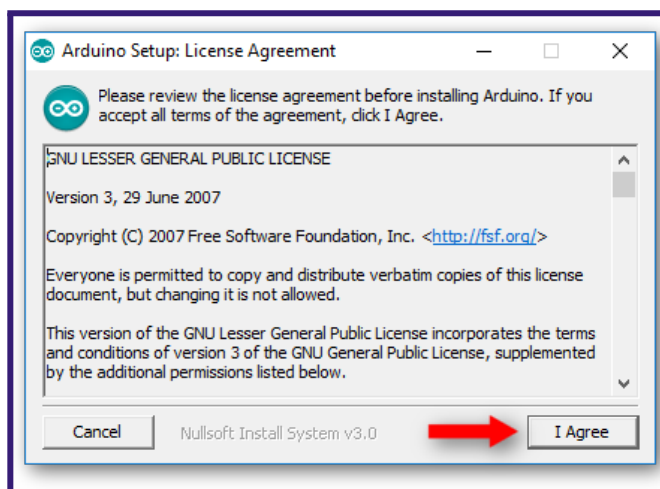 Arduino Setup: License Agreement
Please review the license agreement before installing Arduino. If you
accept all terms of the agreement, click I Agree.
GNU LESSER GENERAL PUBLIC LICENSE
Version 3, 29 June 2007
Copyright (C) 2007 Free Software Foundation, Inc. <http://fsf.org/>
Everyone is permitted to copy and distribute verbatim copies of this license
document, but changing it is not allowed.
This version of the GNU Lesser General Public License incorporates the terms
and conditions of version 3 of the GNU General Public License, supplemented
by the additional permissions listed below.
Cancel
Nullsoft Install System v3.0
I Agree